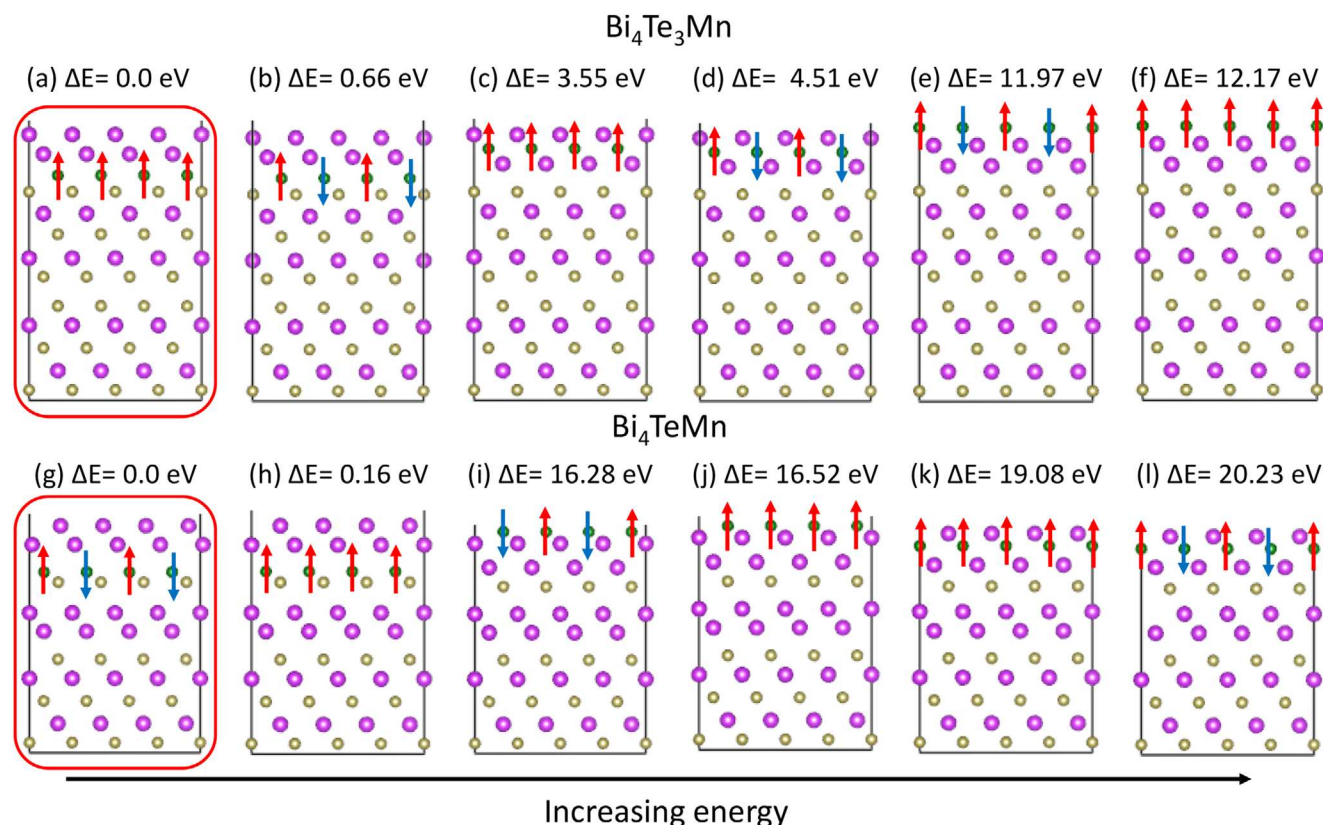 Bi₄Te₃Mn
(a) ΔE= 0.0 eV (b) ΔE= 0.66 eV (c) ΔE= 3.55 eV (d) ΔE= 4.51 eV (e) ΔE= 11.97 eV (f) ΔE= 12.17 eV
Bi₄TeMn
(g) ΔE= 0.0 eV (h) ΔE= 0.16 eV (i) ΔE= 16.28 eV (j) ΔE= 16.52 eV (k) ΔE= 19.08 eV (l) ΔE= 20.23 eV
Increasing energy